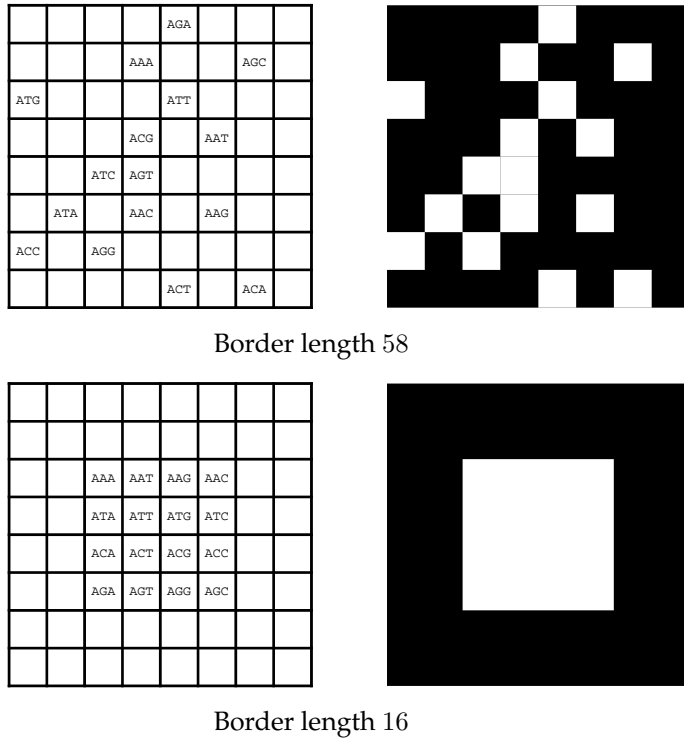 AGA
AAA AGC
ATG ATT
ACG AAT
ATC AGT
ATA AAC AAG
ACC AGG
ACT ACA
Border length 58
AAA AAT AAG AAC
ATA ATT ATG ATC
ACA ACT ACG ACC
AGA AGT AGG AGC
Border length 16